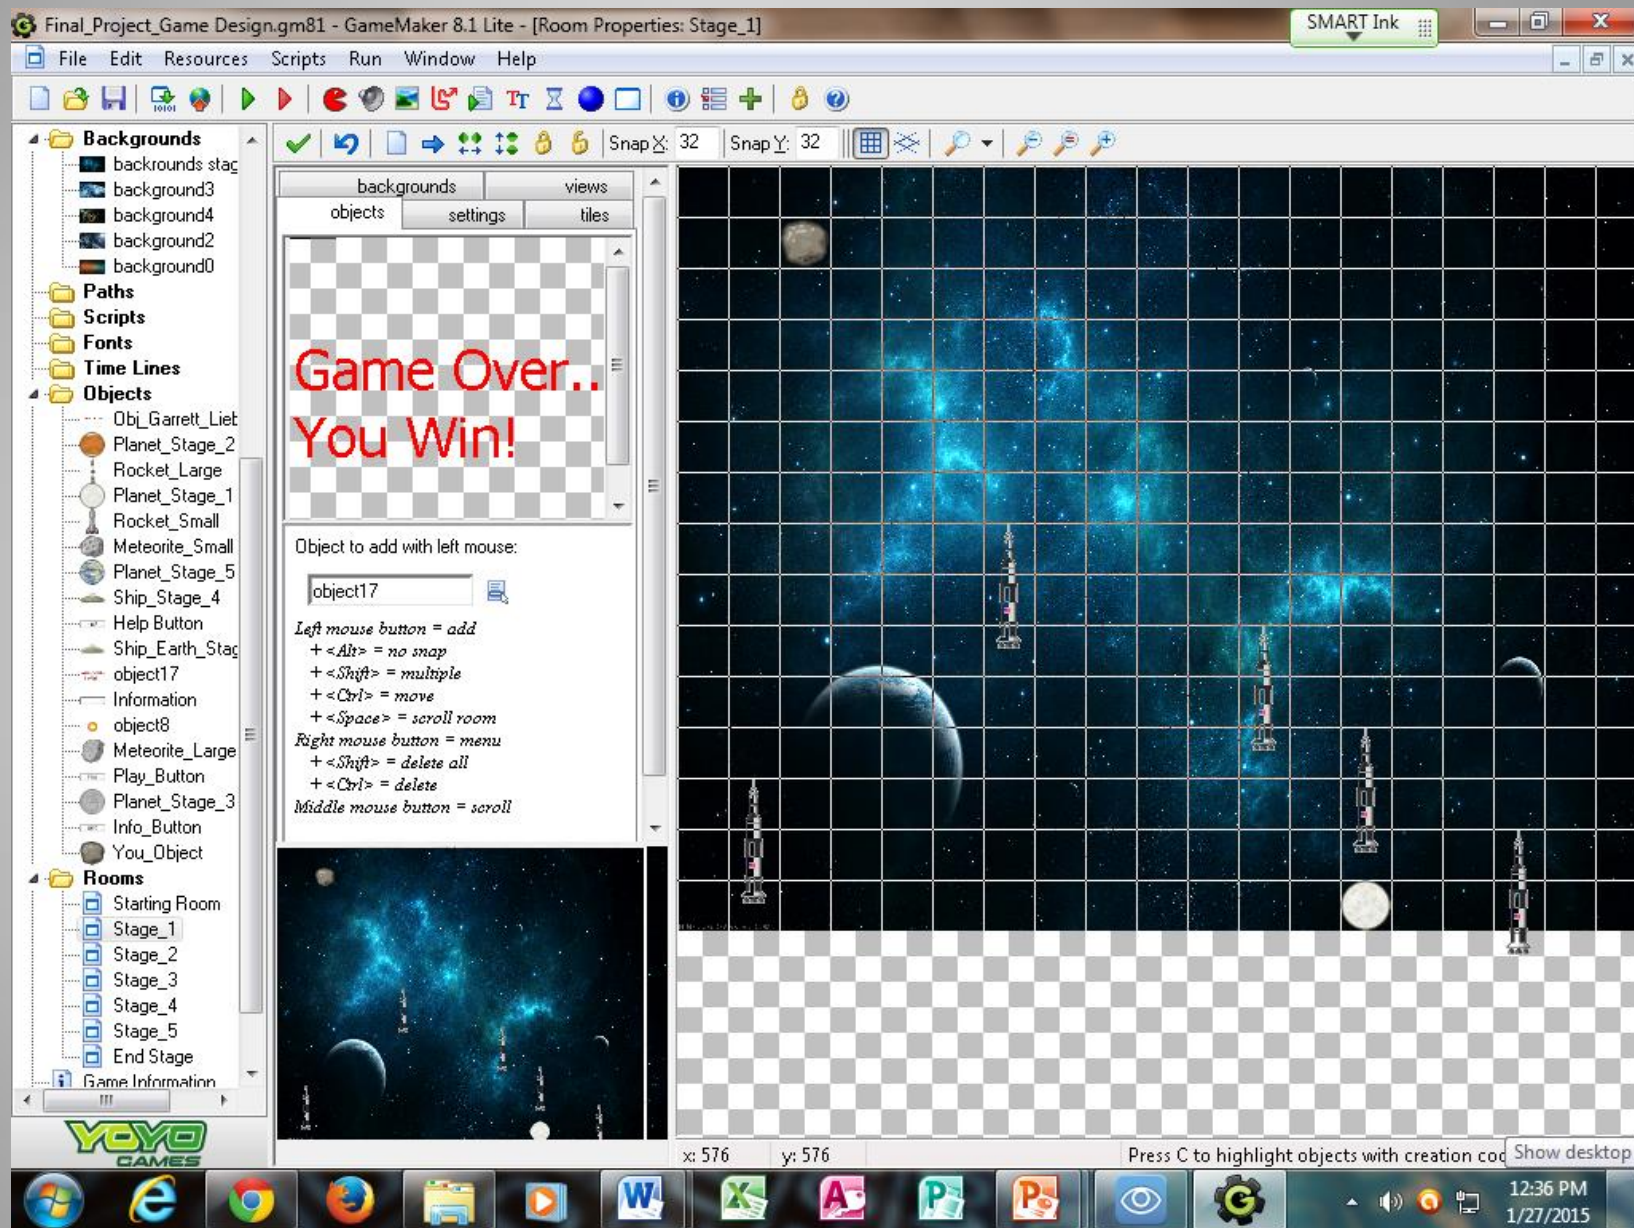 Final_Project_Game Design.gm81 - GameMaker 8.1 Lite - [Room Properties: Stage_1]
SMART Ink
File Edit Resources Scripts Run Window Help
Snap X: 32 Snap Y: 32
Backgrounds
backrounds stag
background3
background4
background2
background0
Paths
Scripts
Fonts
Time Lines
Objects
Obj_Garrett_Lieb
Planet_Stage_2
Rocket_Large
Planet_Stage_1
Rocket_Small
Meteorite_Small
Planet_Stage_5
Ship_Stage_4
Help Button
Ship_Earth_Stag
object17
Information
object8
Meteorite_Large
Play_Button
Planet_Stage_3
Info_Button
You_Object
Rooms
Starting Room
Stage_1
Stage_2
Stage_3
Stage_4
Stage_5
End Stage
Game Information
YOYO
GAMES
backgrounds views
objects settings tiles
Game Over..
You Win!
Object to add with left mouse:
object17
Left mouse button = add
+ <Alt> = no snap
+ <Shift> = multiple
+ <Ctrl> = move
+ <Space> = scroll room
Right mouse button = menu
+ <Shift> = delete all
+ <Ctrl> = delete
Middle mouse button = scroll
x: 576 y: 576
Press C to highlight objects with creation coo
Show desktop
12:36 PM
1/27/2015